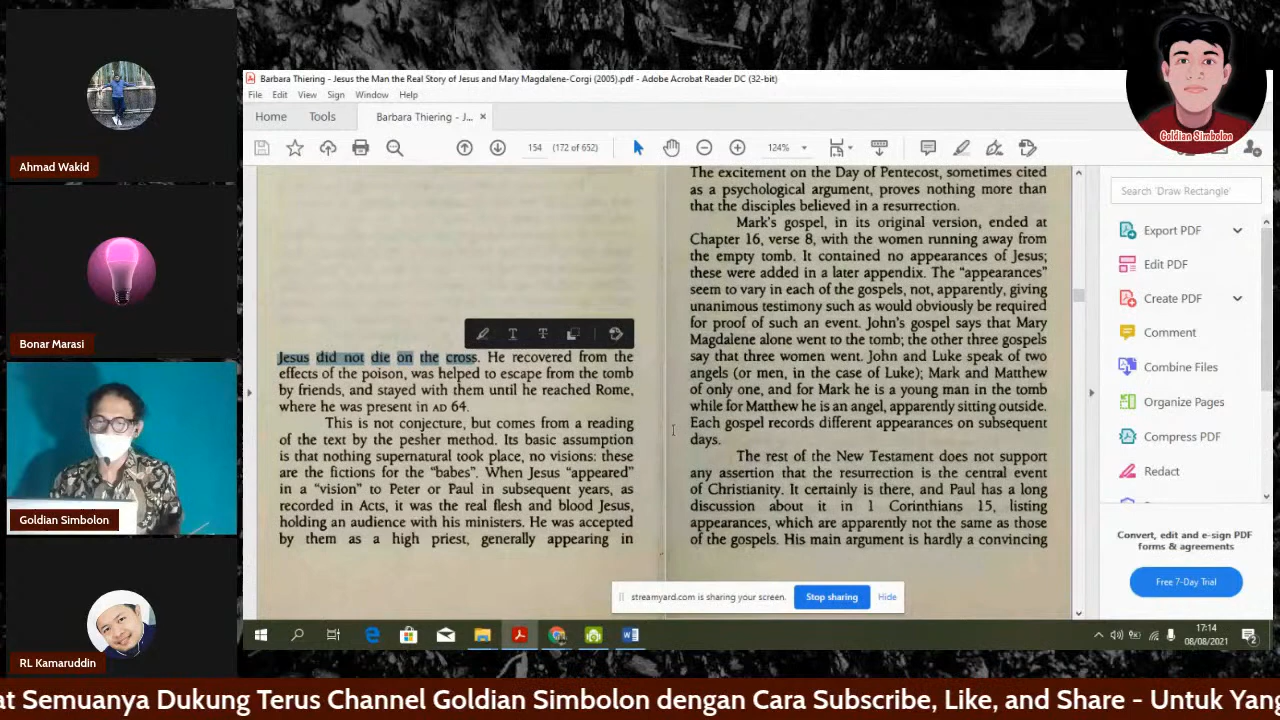 Ahmad Wakid
Bonar Marasi
Goldian Simbolon
RL Kamaruddin
Goldian Simbolon
Barbara Thiering - Jesus the Man the Real Story of Jesus and Mary Magdalene-Corgi (2005).pdf - Adobe Acrobat Reader DC (32-bit)
File Edit View Sign Window Help
Home Tools Barbara Thiering - J...
154 (172 of 652) 124%
Jesus did not die on the cross. He recovered from the
effects of the poison, was helped to escape from the tomb
by friends, and stayed with them until he reached Rome,
where he was present in AD 64.
This is not conjecture, but comes from a reading
of the text by the pesher method. Its basic assumption
is that nothing supernatural took place, no visions: these
are the fictions for the “babes”. When Jesus “appeared”
in a “vision” to Peter or Paul in subsequent years, as
recorded in Acts, it was the real flesh and blood Jesus,
holding an audience with his ministers. He was accepted
by them as a high priest, generally appearing in
The excitement on the Day of Pentecost, sometimes cited
as a psychological argument, proves nothing more than
that the disciples believed in a resurrection.
Mark's gospel, in its original version, ended at
Chapter 16, verse 8, with the women running away from
the empty tomb. It contained no appearances of Jesus;
these were added in a later appendix. The “appearances”
seem to vary in each of the gospels, not, apparently, giving
unanimous testimony such as would obviously be required
for proof of such an event. John's gospel says that Mary
Magdalene alone went to the tomb; the other three gospels
say that three women went. John and Luke speak of two
angels (or men, in the case of Luke); Mark and Matthew
of only one, and for Mark he is a young man in the tomb
while for Matthew he is an angel, apparently sitting outside.
Each gospel records different appearances on subsequent
days.
The rest of the New Testament does not support
any assertion that the resurrection is the central event
of Christianity. It certainly is there, and Paul has a long
discussion about it in 1 Corinthians 15, listing
appearances, which are apparently not the same as those
of the gospels. His main argument is hardly a convincing
Search 'Draw Rectangle'
Export PDF
Edit PDF
Create PDF
Comment
Combine Files
Organize Pages
Compress PDF
Redact
Convert, edit and e-sign PDF
forms & agreements
Free 7-Day Trial
streamyard.com is sharing your screen. Stop sharing Hide
17:14
08/08/2021
2
at Semuanya Dukung Terus Channel Goldian Simbolon dengan Cara Subscribe, Like, and Share - Untuk Yang